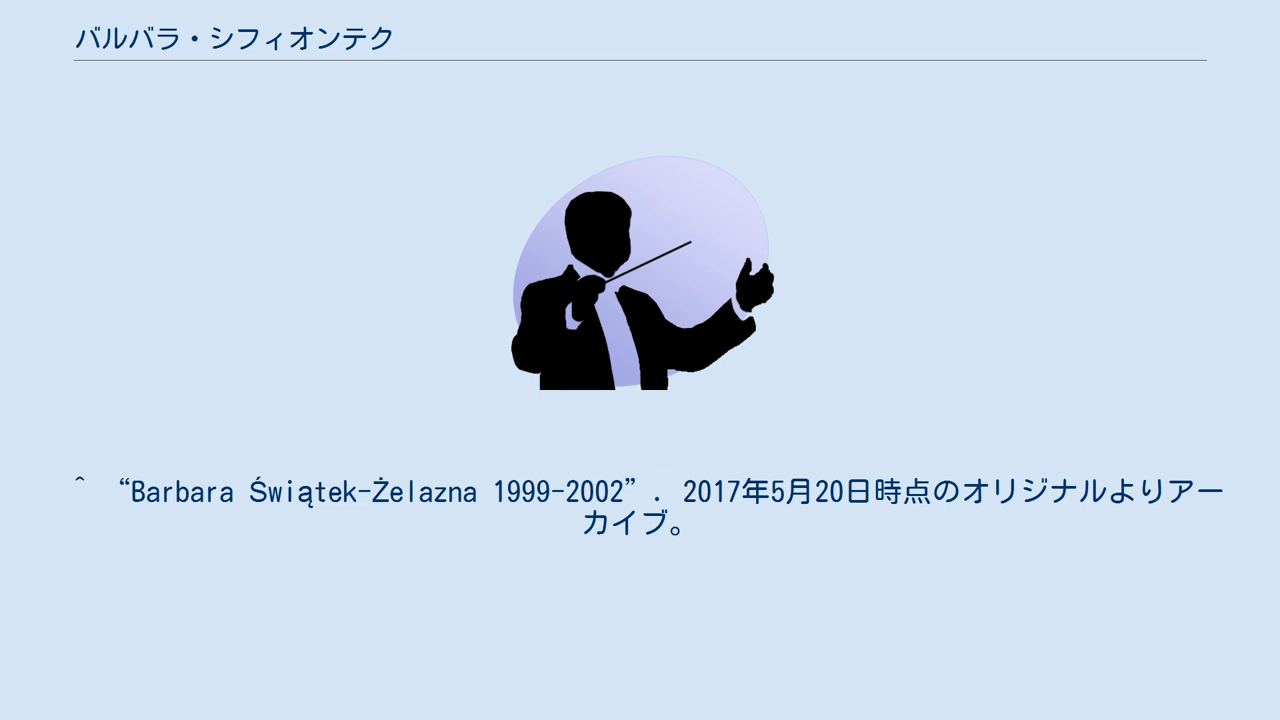 バルバラ・シフィオンテク
^ “Barbara Świątek-Żelazna 1999-2002”. 2017年5月20日時点のオリジナルよりアー
カイブ。